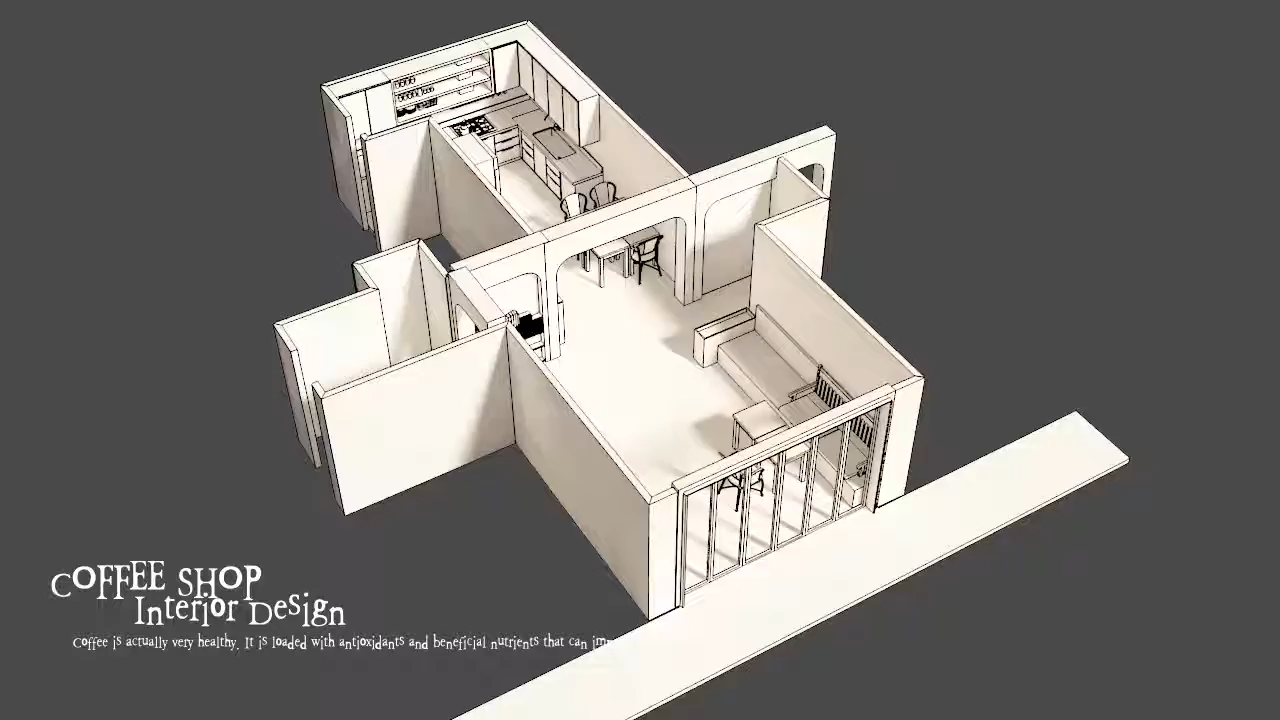 COFFEE SHOP
Interior Design
Coffee is actually very healthy. It is loaded with antioxidants and beneficial nutrients that can